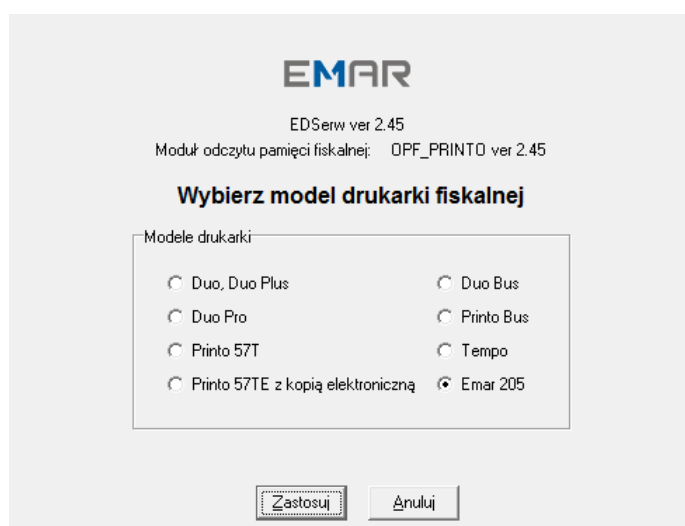 EMAR
EDSerw ver 2.45
Moduł odczytu pamięci fiskalnej: OPF_PRINTO ver 2.45
Wybierz model drukarki fiskalnej
Modele drukarki
Duo, Duo Plus
Duo Bus
Duo Pro
Printo Bus
Printo 57T
Tempo
Printo 57TE z kopią elektroniczną
Emar 205
Zastosuj
Anuluj